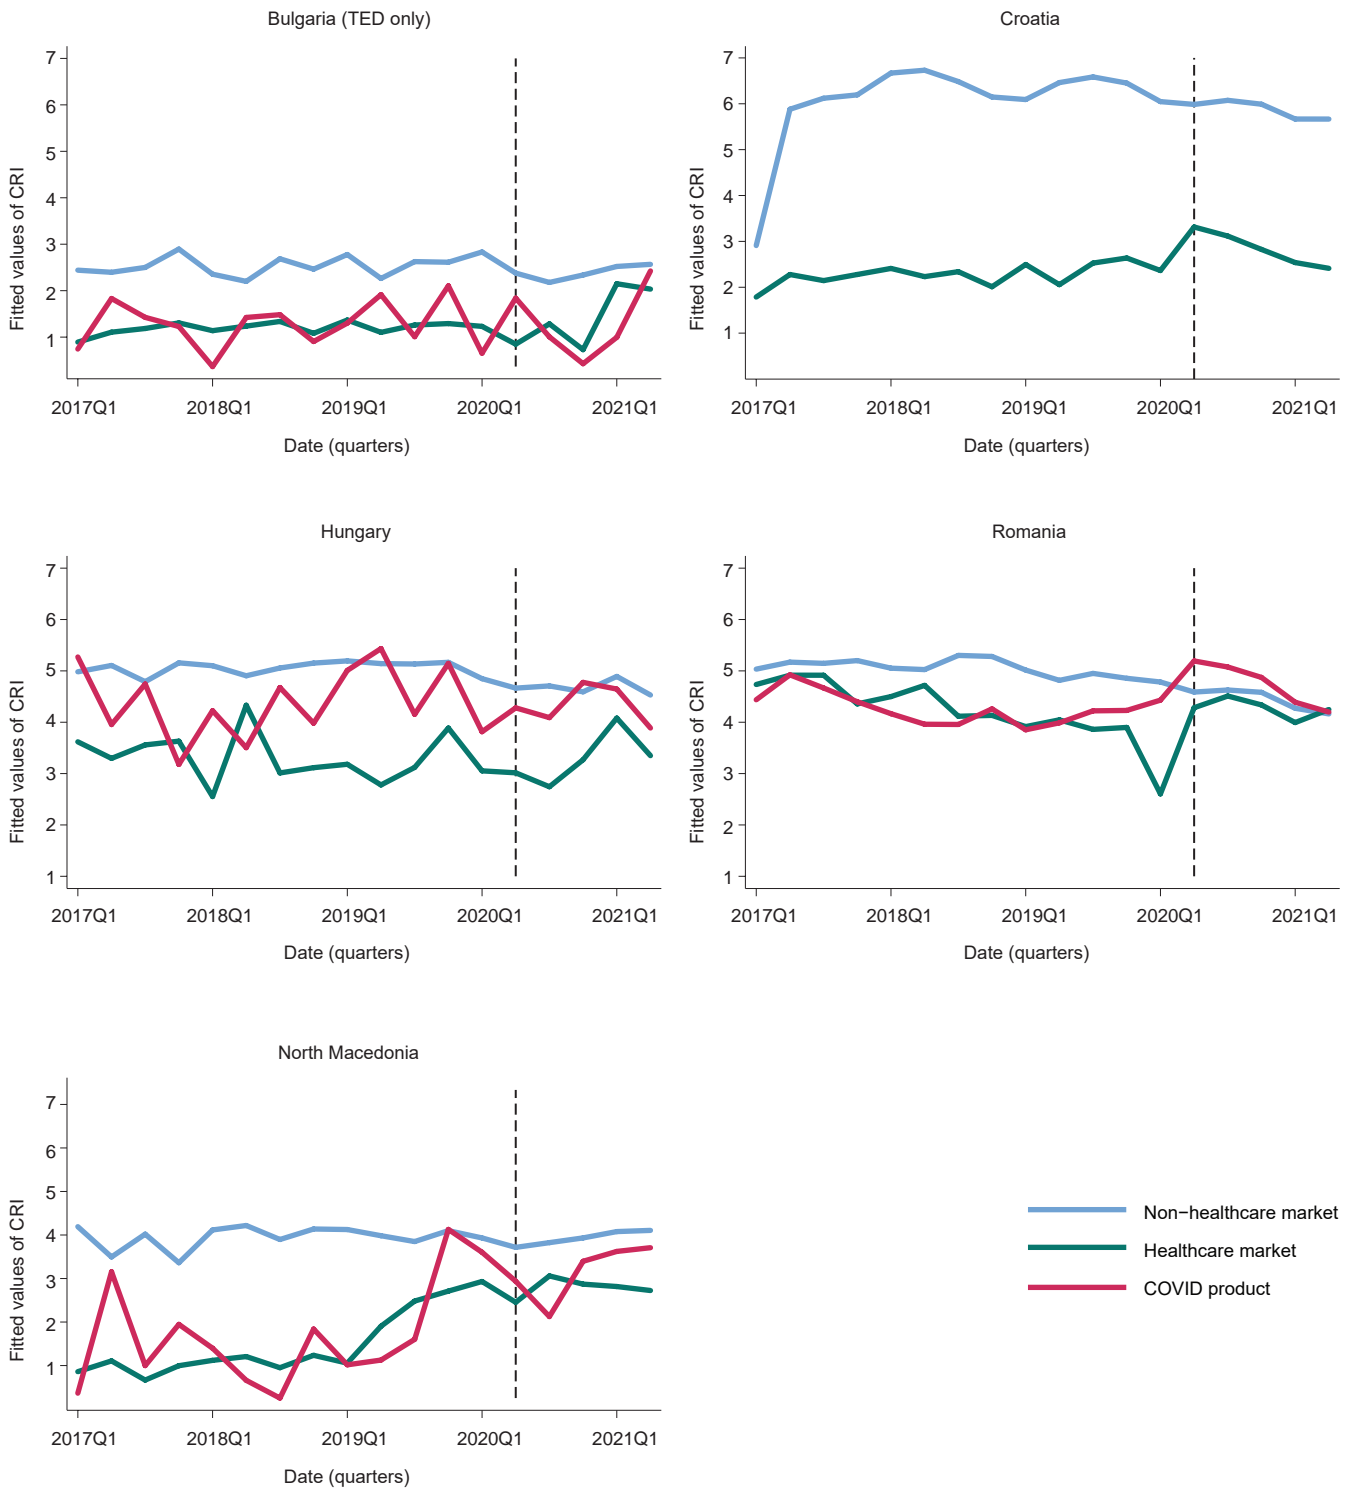 Bulgaria (TED only)
Fitted values of CRI
7
6
5
4
3
2
1
2017Q1 2018Q1 2019Q1 2020Q1 2021Q1
Date (quarters)
Croatia
Fitted values of CRI
7
6
5
4
3
2
1
2017Q1 2018Q1 2019Q1 2020Q1 2021Q1
Date (quarters)
Hungary
Fitted values of CRI
7
6
5
4
3
2
1
2017Q1 2018Q1 2019Q1 2020Q1 2021Q1
Date (quarters)
Romania
Fitted values of CRI
7
6
5
4
3
2
1
2017Q1 2018Q1 2019Q1 2020Q1 2021Q1
Date (quarters)
North Macedonia
Fitted values of CRI
7
6
5
4
3
2
1
2017Q1 2018Q1 2019Q1 2020Q1 2021Q1
Date (quarters)
Non−healthcare market
Healthcare market
COVID product